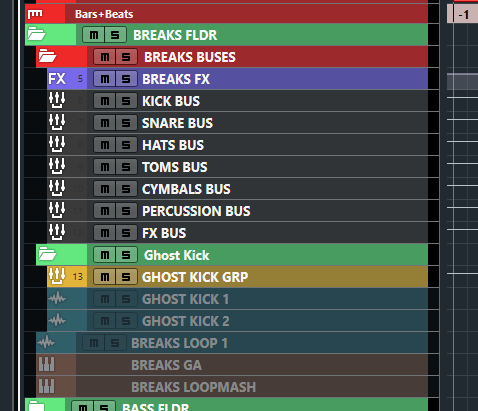 Bars+Beats
-1
m S BREAKS FLDR
m S BREAKS BUSES
FX 5 m S BREAKS FX
m S KICK BUS
m S SNARE BUS
m S HATS BUS
m S TOMS BUS
m S CYMBALS BUS
m S PERCUSSION BUS
m S FX BUS
m S Ghost Kick
13 m S GHOST KICK GRP
m S GHOST KICK 1
m S GHOST KICK 2
m S BREAKS LOOP 1
BREAKS GA
BREAKS LOOPMASH
BASS FLDR